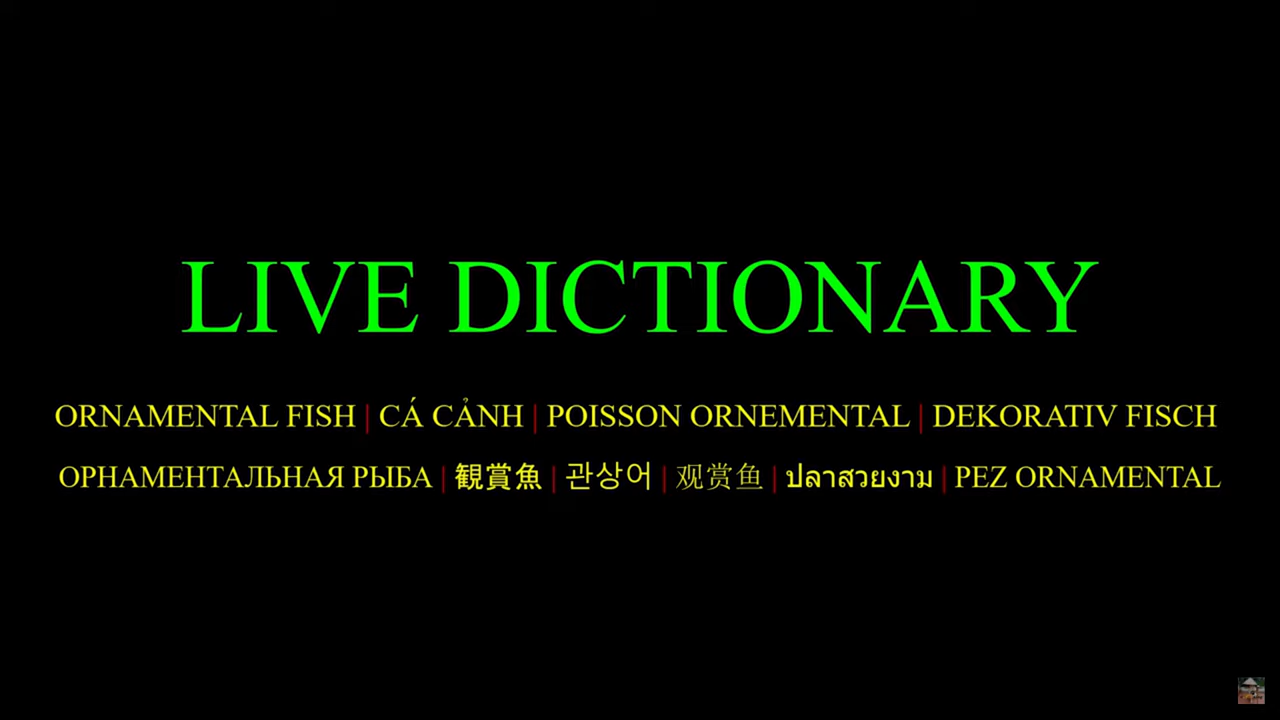 LIVE DICTIONARY
ORNAMENTAL FISH | CÁ CẢNH | POISSON ORNEMENTAL | DEKORATIV FISCH
ОРНАМЕНТАЛЬНАЯ РЫБА | 観賞魚 | 관상어 | 观赏鱼 | ปลาสวยงาม | PEZ ORNAMENTAL